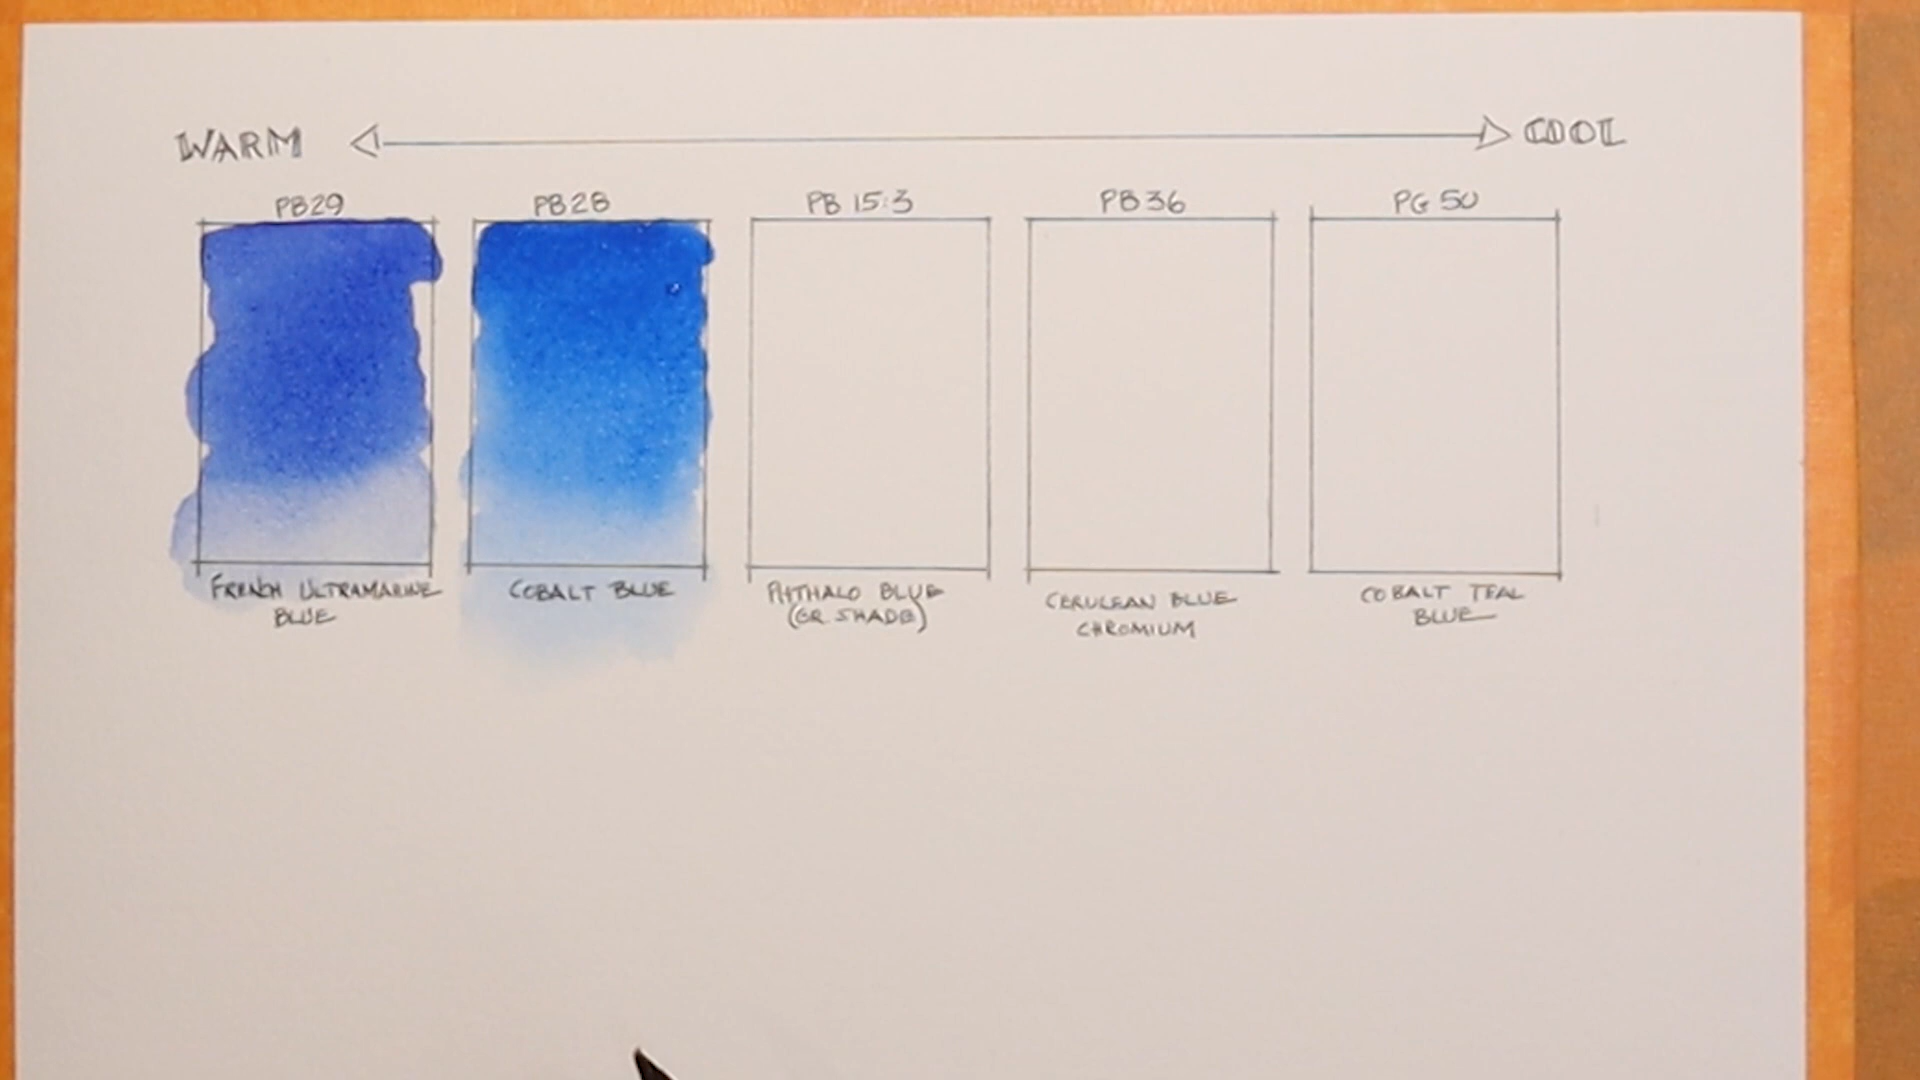 WARM COOL
PB29 PB28 PB 15:3 PB36 PG 50
FRENCH ULTRAMARINE
BLUE
COBALT BLUE
PHTHALO BLUE
(GR. SHADE)
CERULEAN BLUE
CHROMIUM
COBALT TEAL
BLUE